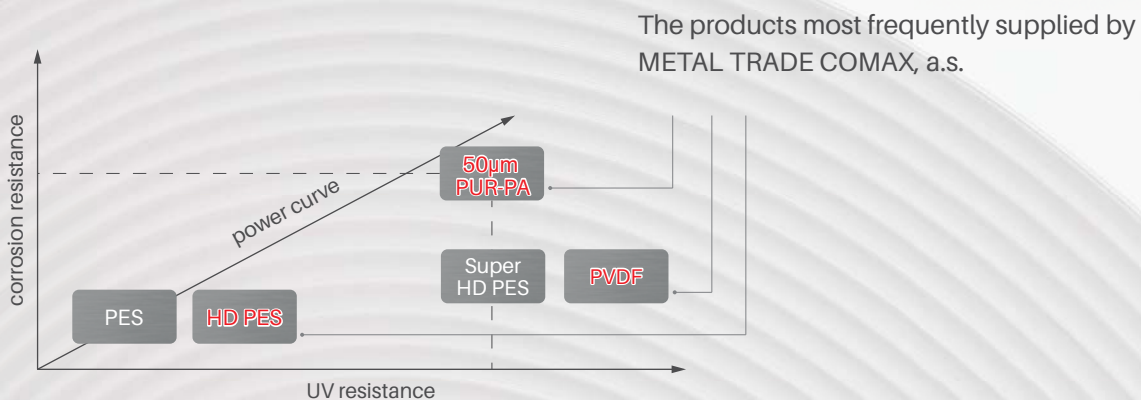 The products most frequently supplied by
METAL TRADE COMAX, a.s.
corrosion resistance
power curve
50µm
PUR-PA
Super
HD PES
PVDF
PES
HD PES
UV resistance